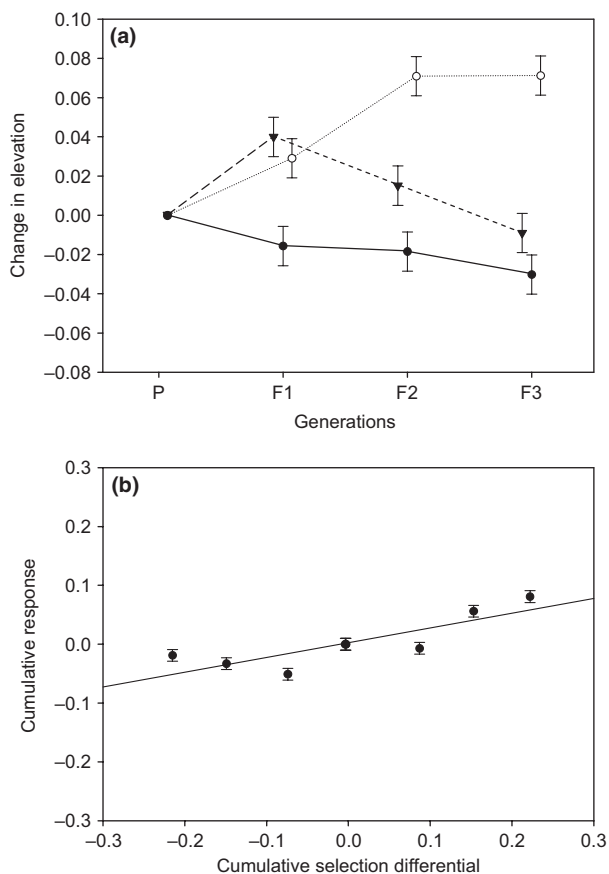 (a)
Change in elevation
0.10
0.08
0.06
0.04
0.02
0.00
–0.02
–0.04
–0.06
–0.08
P F1 F2 F3
Generations
(b)
Cumulative response
0.3
0.2
0.1
0.0
–0.1
–0.2
–0.3
–0.3 –0.2 –0.1 0.0 0.1 0.2 0.3
Cumulative selection differential